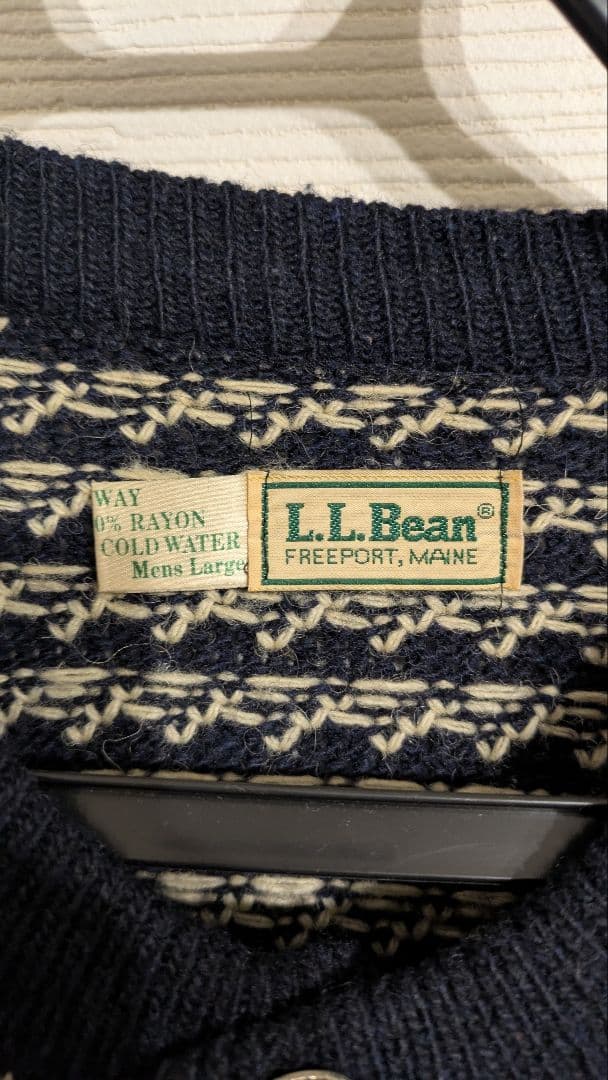 WAY
0% RAYON
COLD WATER
Mens Large
L.L.Bean®
FREEPORT, MAINE